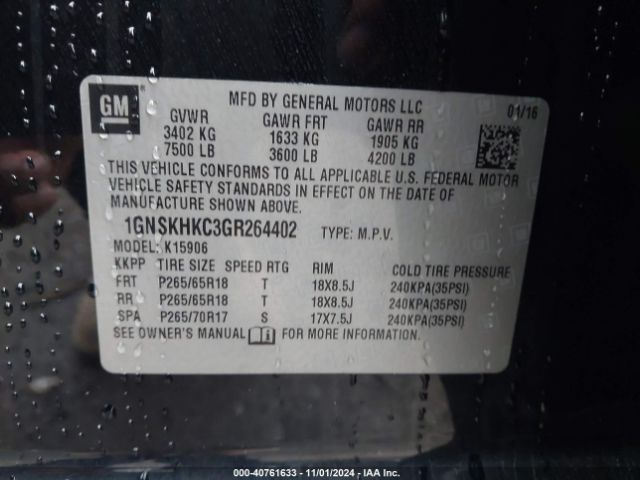 GM ®
MFD BY GENERAL MOTORS LLC 01/16
GVWR GAWR FRT GAWR RR
3402 KG 1633 KG 1905 KG
7500 LB 3600 LB 4200 LB
THIS VEHICLE CONFORMS TO ALL APPLICABLE U.S. FEDERAL MOTOR
VEHICLE SAFETY STANDARDS IN EFFECT ON THE DATE OF
MANUFACTURE SHOWN ABOVE.
1GNSKHKC3GR264402 TYPE: M.P.V.
MODEL: K15906
KKPP TIRE SIZE SPEED RTG RIM COLD TIRE PRESSURE
FRT P265/65R18 T 18X8.5J 240KPA(35PSI)
RR P265/65R18 T 18X8.5J 240KPA(35PSI)
SPA P265/70R17 S 17X7.5J 240KPA(35PSI)
SEE OWNER'S MANUAL FOR MORE INFORMATION.
000-40761633 - 11/01/2024 - IAA Inc.